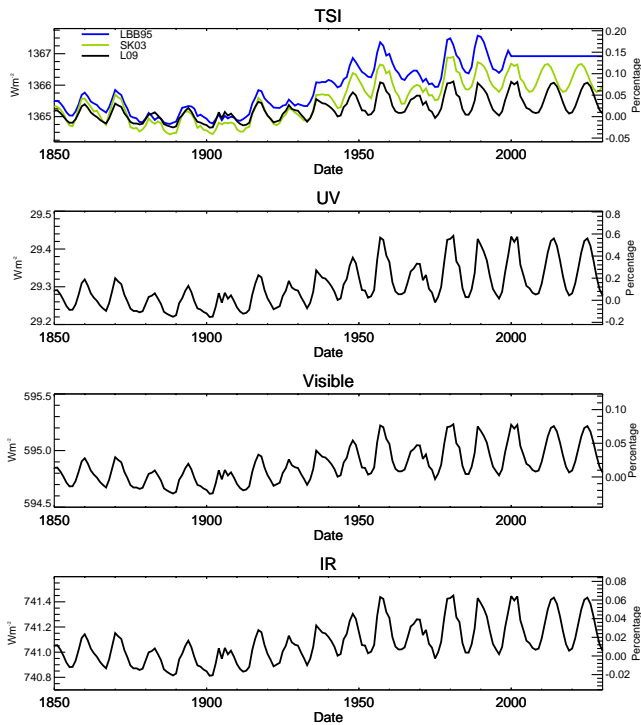 TSI
LBB95
SK03
L09
1367
1366
1365
Wm⁻²
0.20
0.15
0.10
0.05
0.00
-0.05
Percentage
1850 1900 1950 2000
Date
UV
29.5
29.4
29.3
29.2
Wm⁻²
0.8
0.6
0.4
0.2
0.0
-0.2
Percentage
1850 1900 1950 2000
Date
Visible
595.5
595.0
594.5
Wm⁻²
0.10
0.05
0.00
Percentage
1850 1900 1950 2000
Date
IR
741.4
741.2
741.0
740.8
Wm⁻²
0.08
0.06
0.04
0.02
0.00
-0.02
Percentage
1850 1900 1950 2000
Date